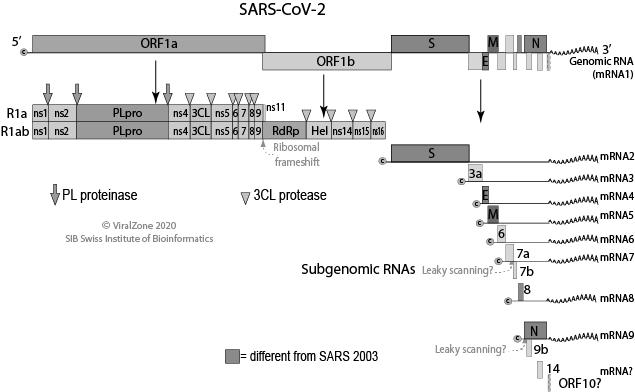 SARS-CoV-2
5′
ORF1a
ORF1b
S
E
M
N
3′
Genomic RNA
(mRNA1)
R1a
ns1
ns2
PLpro
ns4
3CL
ns5
6
7
8
9
ns11
R1ab
ns1
ns2
PLpro
ns4
3CL
ns5
6
7
8
9
RdRp
Hel
ns14
ns15
ns16
Ribosomal
frameshift
PL proteinase
3CL protease
© ViralZone 2020
SIB Swiss Institute of Bioinformatics
Subgenomic RNAs
c
S
mRNA2
c
3a
mRNA3
c
E
mRNA4
c
M
mRNA5
c
6
mRNA6
c
7a
mRNA7
Leaky scanning?
7b
c
8
mRNA8
c
N
mRNA9
Leaky scanning?
9b
14
mRNA?
ORF10?
= different from SARS 2003